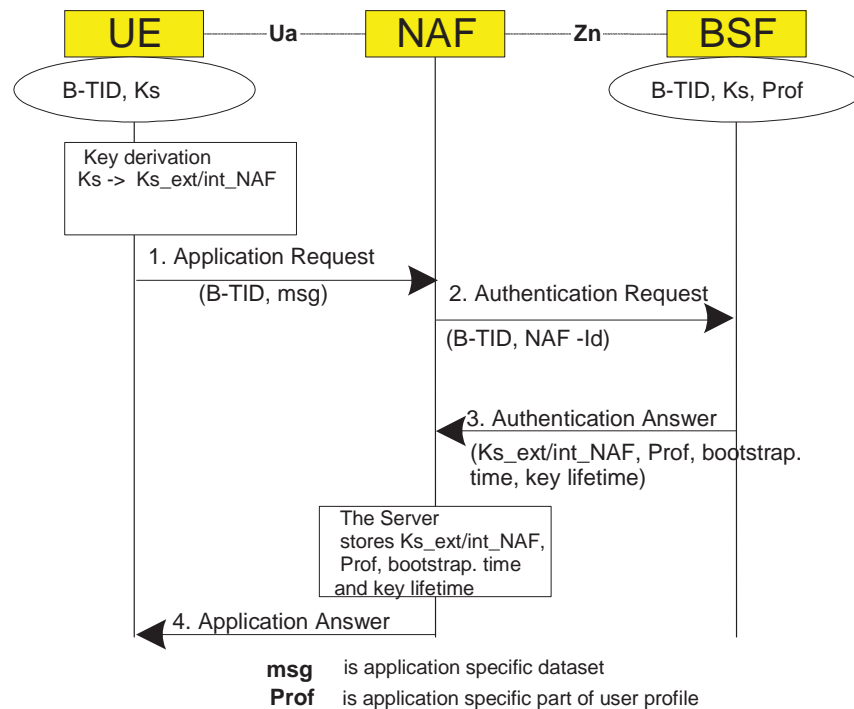 UE Ua NAF Zn BSF
B-TID, Ks
B-TID, Ks, Prof
Key derivation
Ks -> Ks_ext/int_NAF
1. Application Request
(B-TID, msg)
2. Authentication Request
(B-TID, NAF -Id)
3. Authentication Answer
(Ks_ext/int_NAF, Prof, bootstrap.
time, key lifetime)
The Server
stores Ks_ext/int_NAF,
Prof, bootstrap. time
and key lifetime
4. Application Answer
msg is application specific dataset
Prof is application specific part of user profile